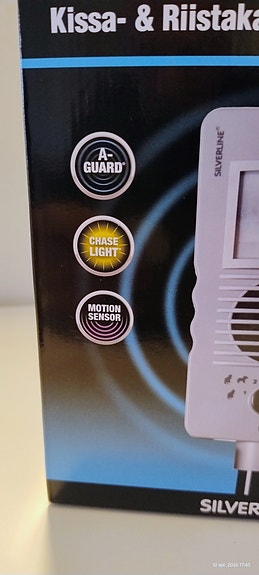 Kissa- & Riistaka
SILVERLINE
A-
GUARD®
CHASE
LIGHT
MOTION
SENSOR
SILVER